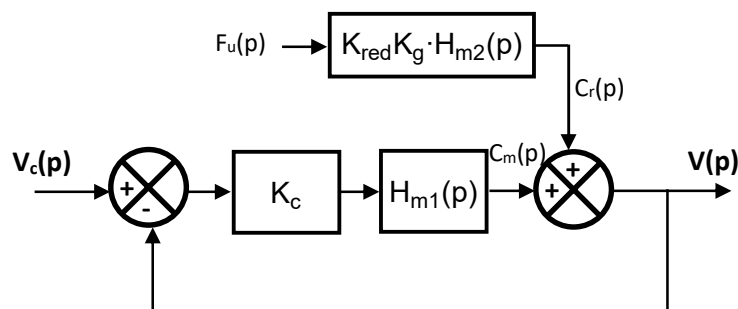 Fu(p)
KredKg·Hm2(p)
Cr(p)
Vc(p)
+
-
Kc
Hm1(p)
Cm(p)
+
+
V(p)